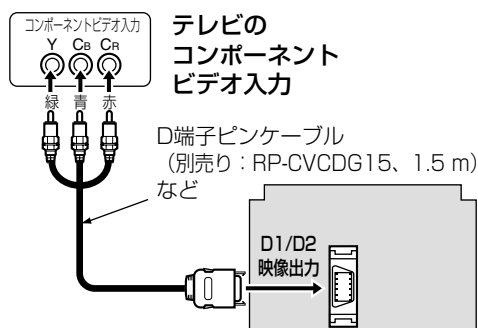 コンポーネントビデオ入力
Y CB CR
緑 青 赤
テレビの
コンポーネント
ビデオ入力
D端子ピンケーブル
（別売り：RP-CVCDG15、1.5 m）
など
D1/D2
映像出力